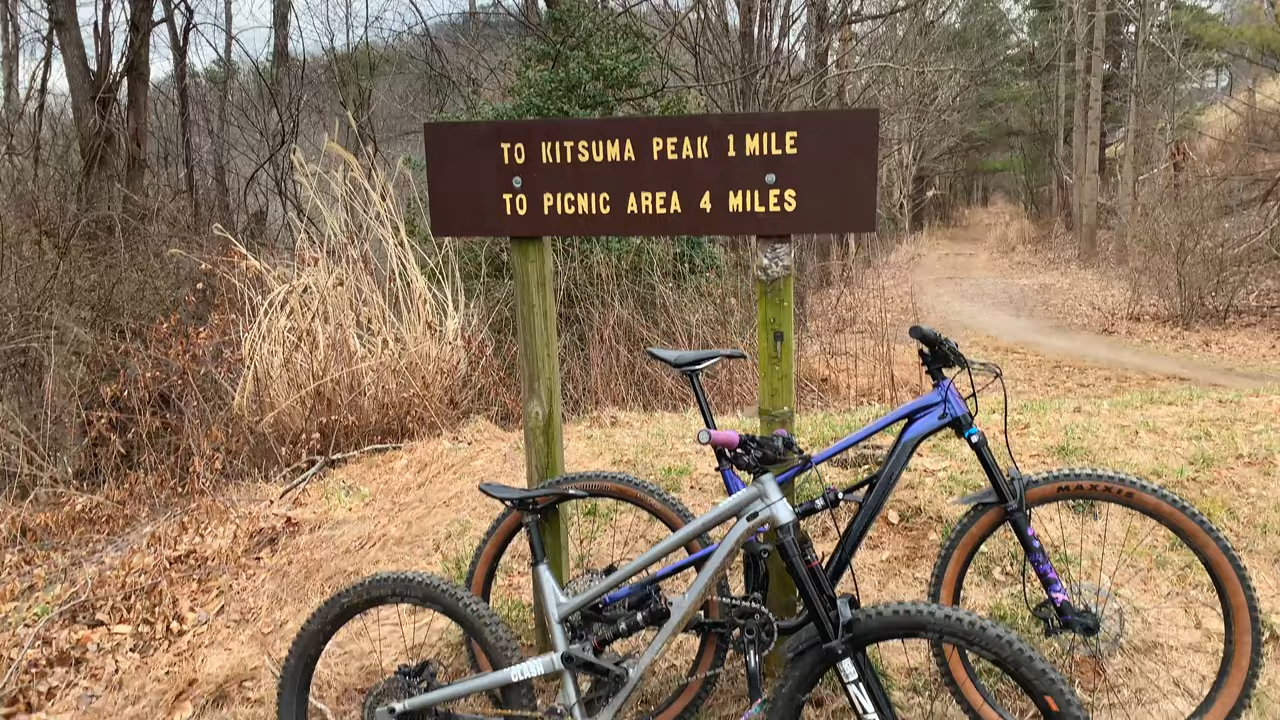 TO KITSUMA PEAK 1 MILE
TO PICNIC AREA 4 MILES
MAXXIS
CLASH